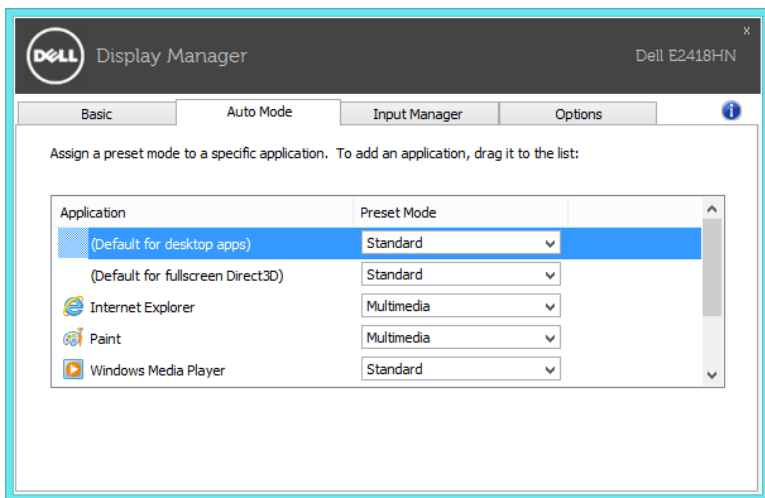 x
DELL Display Manager Dell E2418HN
Basic Auto Mode Input Manager Options
Assign a preset mode to a specific application. To add an application, drag it to the list:
Application Preset Mode
(Default for desktop apps) Standard
(Default for fullscreen Direct3D) Standard
Internet Explorer Multimedia
Paint Multimedia
Windows Media Player Standard